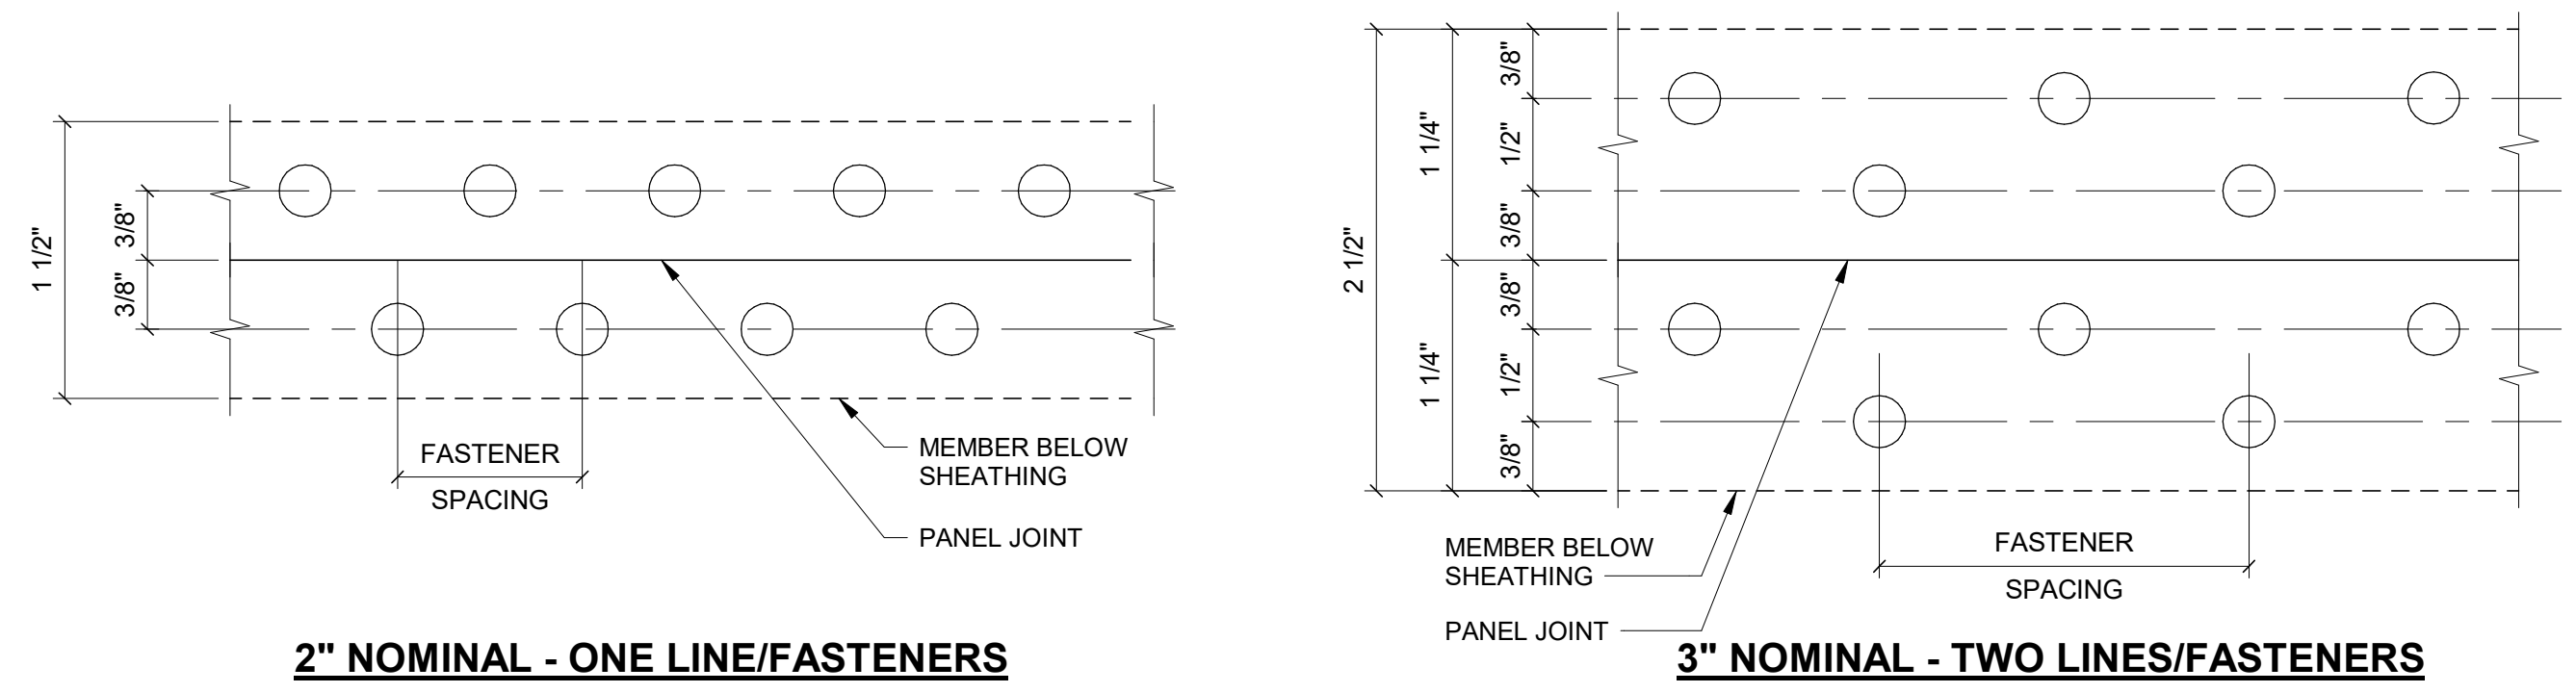 1 1/2"
3/8"
3/8"
FASTENER
SPACING
MEMBER BELOW
SHEATHING
PANEL JOINT
2" NOMINAL - ONE LINE/FASTENERS
2 1/2"
1 1/4"
1 1/4"
3/8"
1/2"
3/8"
3/8"
1/2"
3/8"
MEMBER BELOW
SHEATHING
PANEL JOINT
FASTENER
SPACING
3" NOMINAL - TWO LINES/FASTENERS